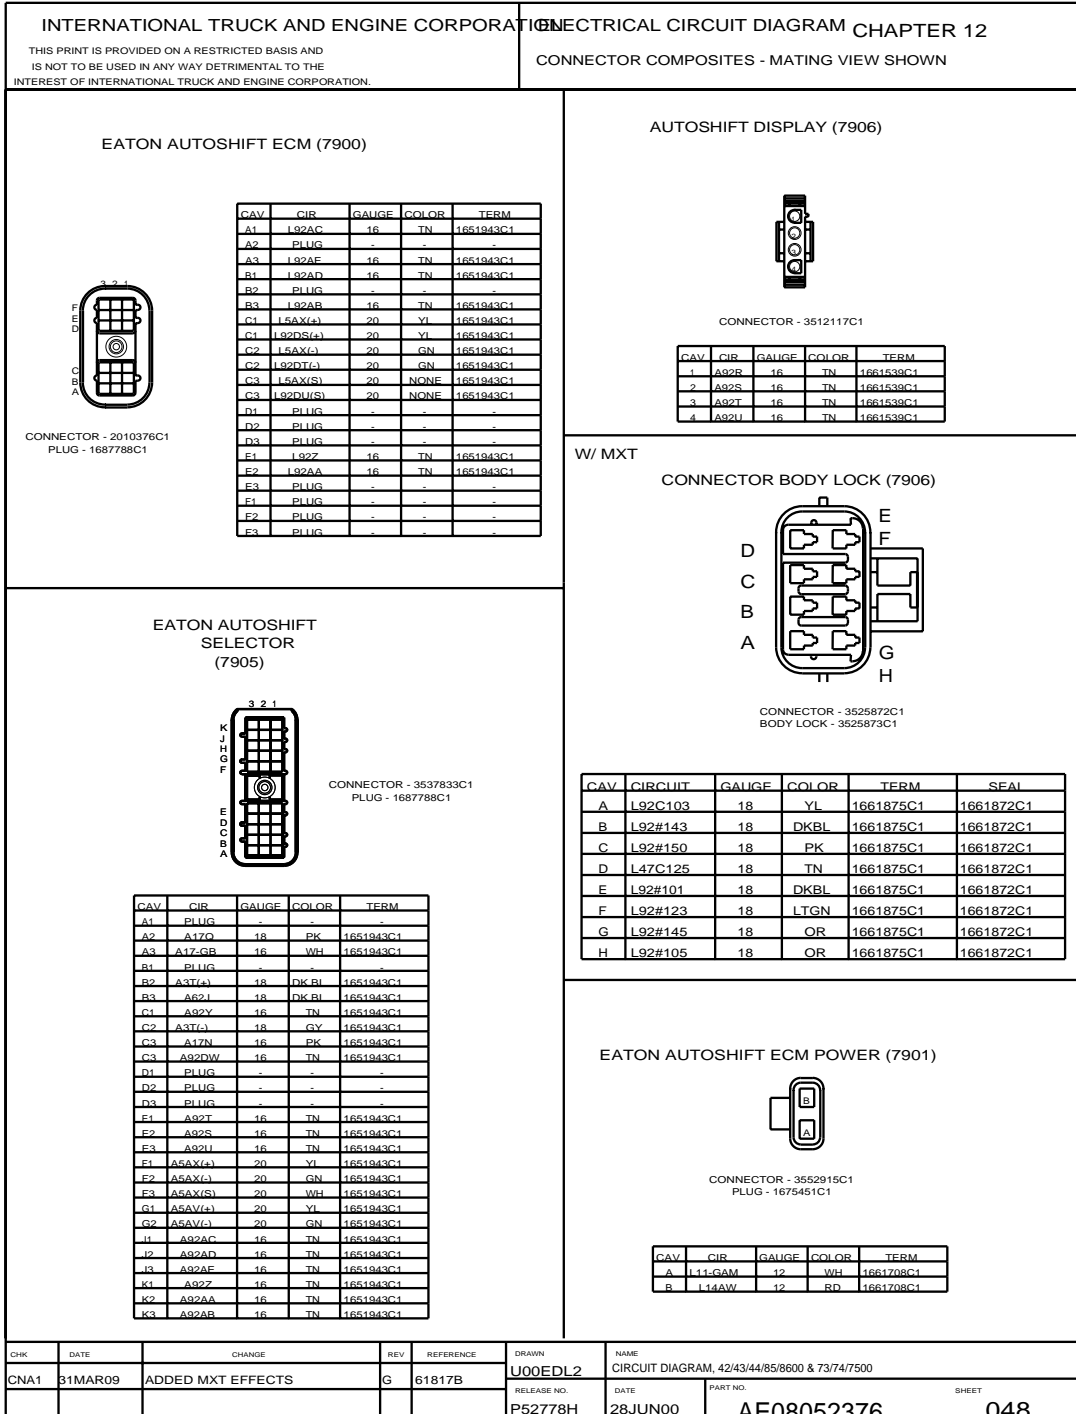 INTERNATIONAL TRUCK AND ENGINE CORPORATION
THIS PRINT IS PROVIDED ON A RESTRICTED BASIS AND
IS NOT TO BE USED IN ANY WAY DETRIMENTAL TO THE
INTEREST OF INTERNATIONAL TRUCK AND ENGINE CORPORATION.
ELECTRICAL CIRCUIT DIAGRAM CHAPTER 12
CONNECTOR COMPOSITES - MATING VIEW SHOWN
EATON AUTOSHIFT ECM (7900)
3 2 1
F
E
D
C
B
A
CONNECTOR - 2010376C1
PLUG - 1687788C1
CAV CIR GAUGE COLOR TERM
A1 L92AC 16 TN 1651943C1
A2 PLUG - - -
A3 L92AE 16 TN 1651943C1
B1 L92AD 16 TN 1651943C1
B2 PLUG - - -
B3 L92AB 16 TN 1651943C1
C1 L5AX(+) 20 YL 1651943C1
C1 L92DS(+) 20 YL 1651943C1
C2 L5AX(-) 20 GN 1651943C1
C2 L92DT(-) 20 GN 1651943C1
C3 L5AX(S) 20 NONE 1651943C1
C3 L92DU(S) 20 NONE 1651943C1
D1 PLUG - - -
D2 PLUG - - -
D3 PLUG - - -
E1 L92Z 16 TN 1651943C1
E2 L92AA 16 TN 1651943C1
E3 PLUG - - -
F1 PLUG - - -
F2 PLUG - - -
F3 PLUG - - -
AUTOSHIFT DISPLAY (7906)
1
2
3
4
CONNECTOR - 3512117C1
CAV CIR GAUGE COLOR TERM
1 A92R 16 TN 1661539C1
2 A92S 16 TN 1661539C1
3 A92T 16 TN 1661539C1
4 A92U 16 TN 1661539C1
W/ MXT
CONNECTOR BODY LOCK (7906)
E
F
D
C
B
A
G
H
CONNECTOR - 3525872C1
BODY LOCK - 3525873C1
CAV CIRCUIT GAUGE COLOR TERM SEAL
A L92C103 18 YL 1661875C1 1661872C1
B L92#143 18 DKBL 1661875C1 1661872C1
C L92#150 18 PK 1661875C1 1661872C1
D L47C125 18 TN 1661875C1 1661872C1
E L92#101 18 DKBL 1661875C1 1661872C1
F L92#123 18 LTGN 1661875C1 1661872C1
G L92#145 18 OR 1661875C1 1661872C1
H L92#105 18 OR 1661875C1 1661872C1
EATON AUTOSHIFT
SELECTOR
(7905)
3 2 1
K
J
H
G
F
E
D
C
B
A
CONNECTOR - 3537833C1
PLUG - 1687788C1
CAV CIR GAUGE COLOR TERM
A1 PLUG - - -
A2 A17Q 18 PK 1651943C1
A3 A17-GB 16 WH 1651943C1
B1 PLUG - - -
B2 A3T(+) 18 DK BL 1651943C1
B3 A62J 18 DK BL 1651943C1
C1 A92Y 16 TN 1651943C1
C2 A3T(-) 18 GY 1651943C1
C3 A17N 16 PK 1651943C1
C3 A92DW 16 TN 1651943C1
D1 PLUG - - -
D2 PLUG - - -
D3 PLUG - - -
E1 A92T 16 TN 1651943C1
E2 A92S 16 TN 1651943C1
E3 A92U 16 TN 1651943C1
F1 A5AX(+) 20 YL 1651943C1
F2 A5AX(-) 20 GN 1651943C1
F3 A5AX(S) 20 WH 1651943C1
G1 A5AV(+) 20 YL 1651943C1
G2 A5AV(-) 20 GN 1651943C1
J1 A92AC 16 TN 1651943C1
J2 A92AD 16 TN 1651943C1
J3 A92AE 16 TN 1651943C1
K1 A92Z 16 TN 1651943C1
K2 A92AA 16 TN 1651943C1
K3 A92AB 16 TN 1651943C1
EATON AUTOSHIFT ECM POWER (7901)
B
A
CONNECTOR - 3552915C1
PLUG - 1675451C1
CAV CIR GAUGE COLOR TERM
A L11-GAM 12 WH 1661708C1
B L14AW 12 RD 1661708C1
CHK DATE CHANGE REV REFERENCE
CNA1 31MAR09 ADDED MXT EFFECTS G 61817B
DRAWN
U00EDL2
NAME
CIRCUIT DIAGRAM, 42/43/44/85/8600 & 73/74/7500
RELEASE NO.
P52778H
DATE
28JUN00
PART NO.
AE08052376
SHEET
048